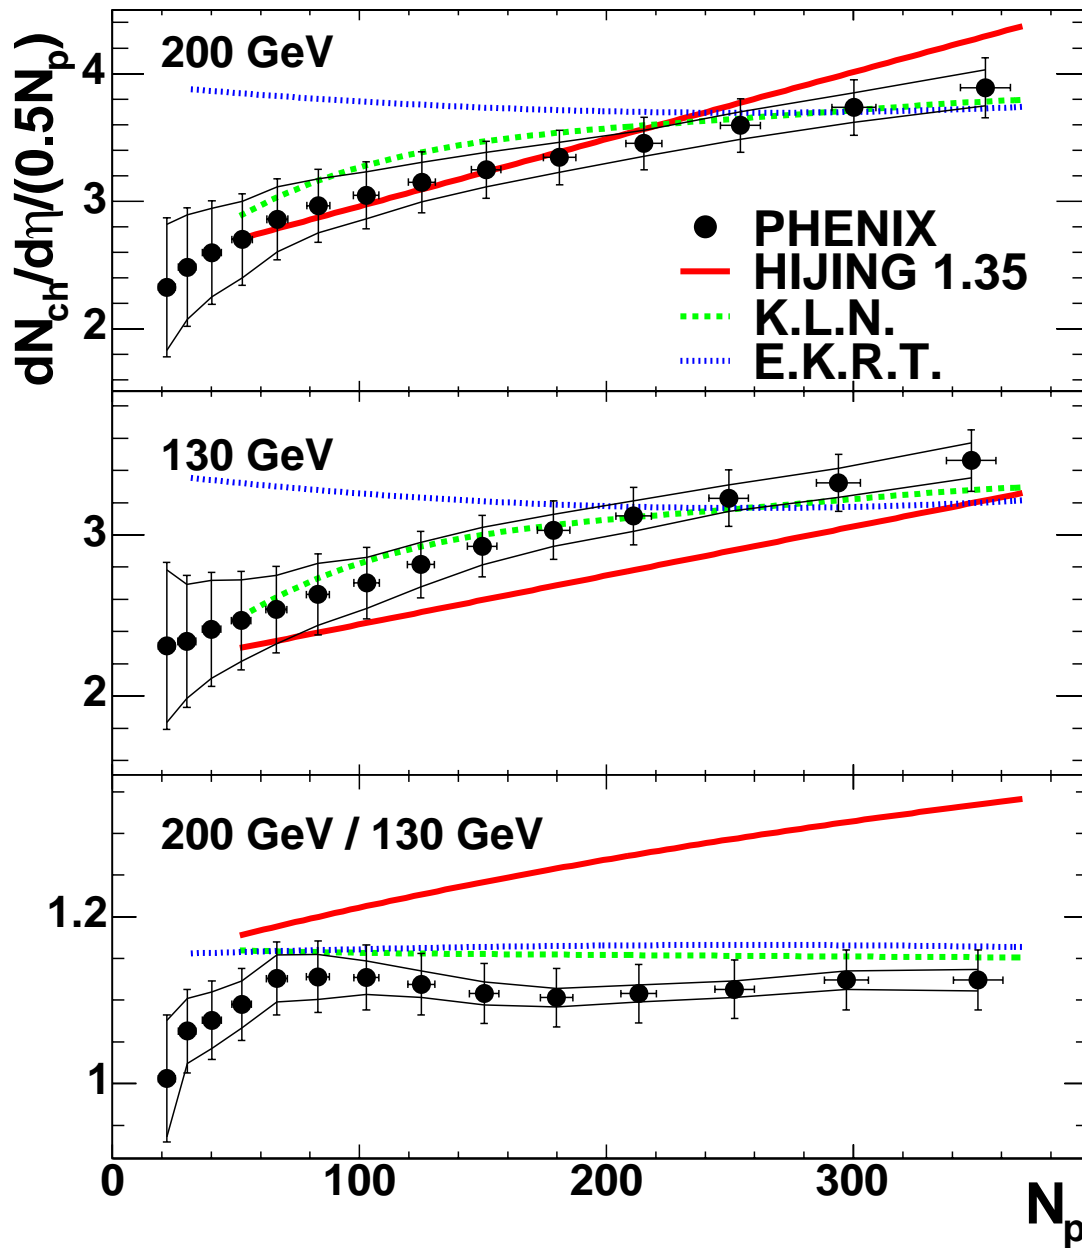 dN_ch/dη/(0.5N_p)
200 GeV
4
3
2
PHENIX
HIJING 1.35
K.L.N.
E.K.R.T.
130 GeV
3
2
200 GeV / 130 GeV
1.2
1
0 100 200 300
N_p